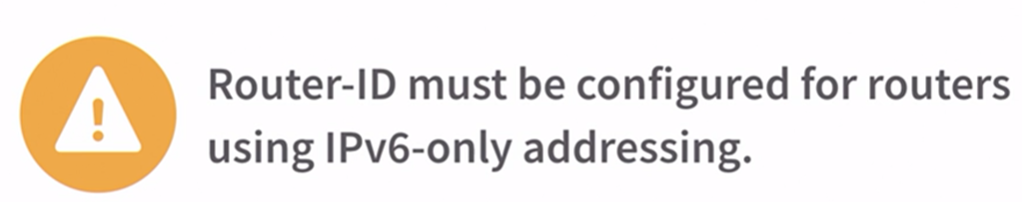 Router-ID must be configured for routers
using IPv6-only addressing.